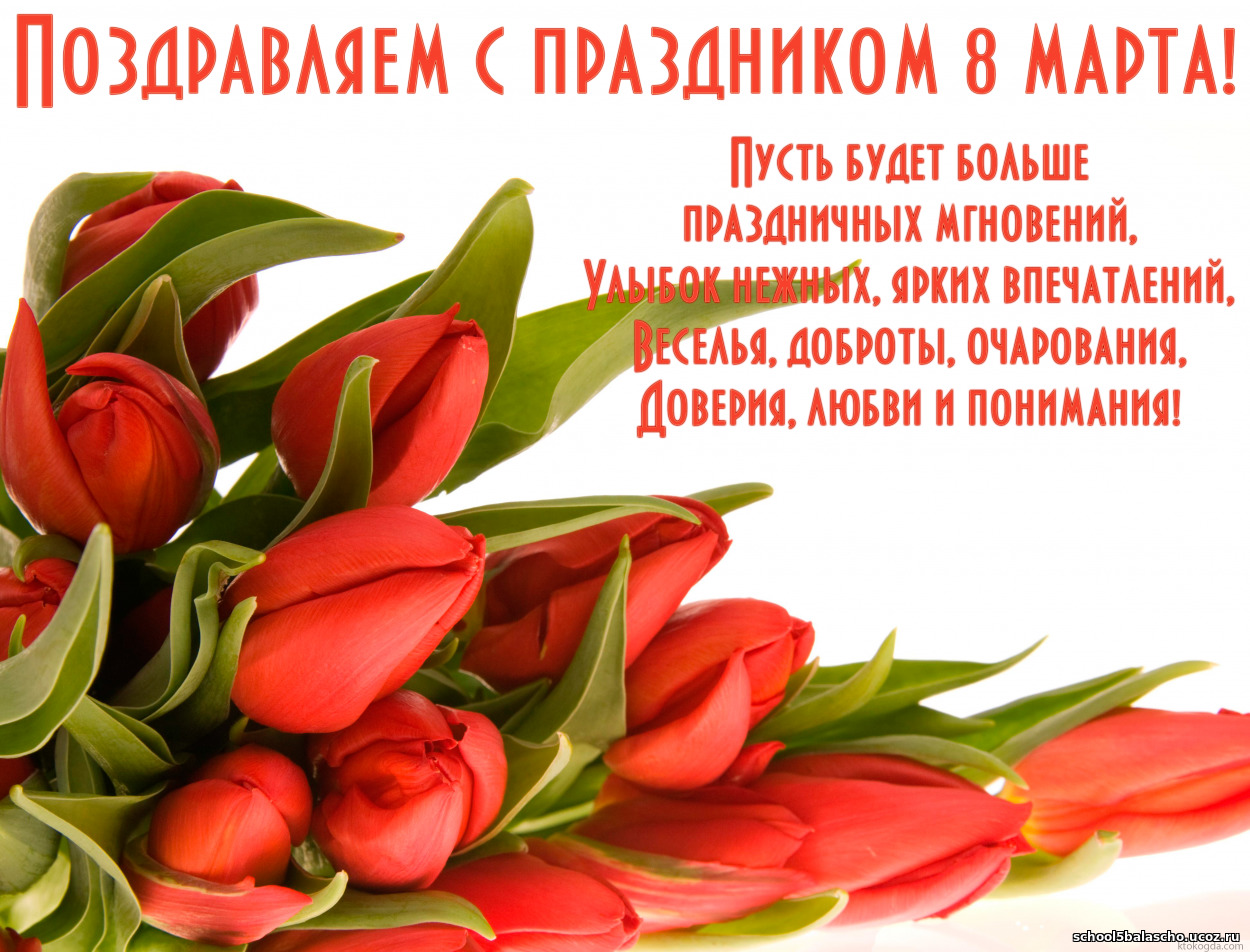 Поздравляем с праздником 8 марта!
Пусть будет больше
праздничных мгновений,
Улыбок нежных, ярких впечатлений,
Веселья, доброты, очарования,
Доверия, любви и понимания!
school5balascho.ucoz.ru
ktokogda.com